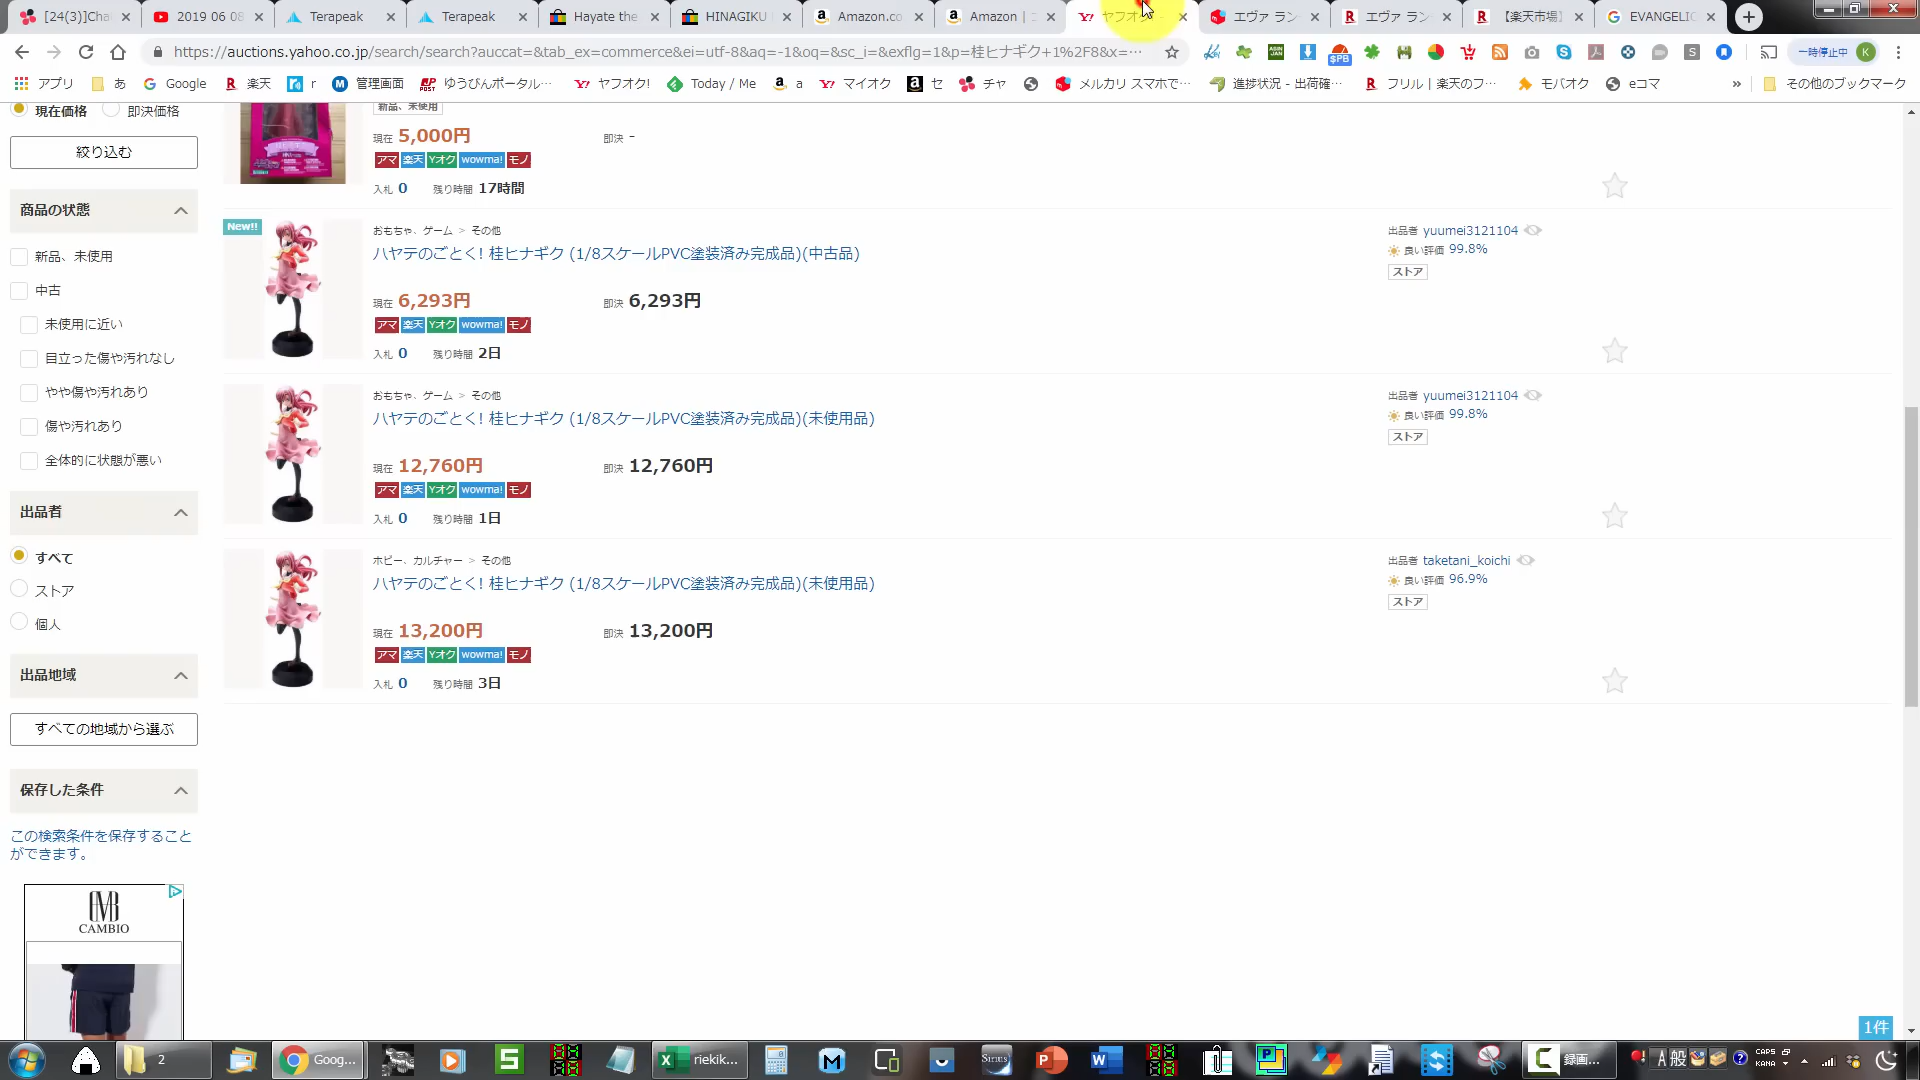 [24(3)]Cha
2019 06 08
Terapeak
Terapeak
Hayate the
HINAGIKU
Amazon.co
Amazon |
ヤフオ
エヴァ ラン
エヴァ ラン
【楽天市場】
EVANGELIO
https://auctions.yahoo.co.jp/search/search?auccat=&tab_ex=commerce&ei=utf-8&aq=-1&oq=&sc_i=&exflg=1&p=桂ヒナギク+1%2F8&x=…
一時停止中 K
アプリ
あ
Google
楽天
r
管理画面
ゆうびんポータル…
ヤフオク!
Today / Me
a
マイオク
セ
チャ
メルカリ スマホで…
進捗状況 - 出荷確…
フリル | 楽天のフ…
モバオク
eコマ
»
その他のブックマーク
現在価格 即決価格
絞り込む
商品の状態
新品、未使用
中古
未使用に近い
目立った傷や汚れなし
やや傷や汚れあり
傷や汚れあり
全体的に状態が悪い
出品者
すべて
ストア
個人
出品地域
すべての地域から選ぶ
保存した条件
この検索条件を保存すること
ができます。
CAMBIO
新品、未使用
現在 5,000円 即決 -
アマ 楽天 Yオク wowma! モノ
入札 0 残り時間 17時間
New!!
おもちゃ、ゲーム > その他
ハヤテのごとく! 桂ヒナギク (1/8スケールPVC塗装済み完成品)(中古品)
現在 6,293円 即決 6,293円
アマ 楽天 Yオク wowma! モノ
入札 0 残り時間 2日
出品者 yuumei3121104
良い評価 99.8%
ストア
おもちゃ、ゲーム > その他
ハヤテのごとく! 桂ヒナギク (1/8スケールPVC塗装済み完成品)(未使用品)
現在 12,760円 即決 12,760円
アマ 楽天 Yオク wowma! モノ
入札 0 残り時間 1日
出品者 yuumei3121104
良い評価 99.8%
ストア
ホビー、カルチャー > その他
ハヤテのごとく! 桂ヒナギク (1/8スケールPVC塗装済み完成品)(未使用品)
現在 13,200円 即決 13,200円
アマ 楽天 Yオク wowma! モノ
入札 0 残り時間 3日
出品者 taketani_koichi
良い評価 96.9%
ストア
1件
2
Goog...
riekik...
録画...
A 般
CAPS
KANA